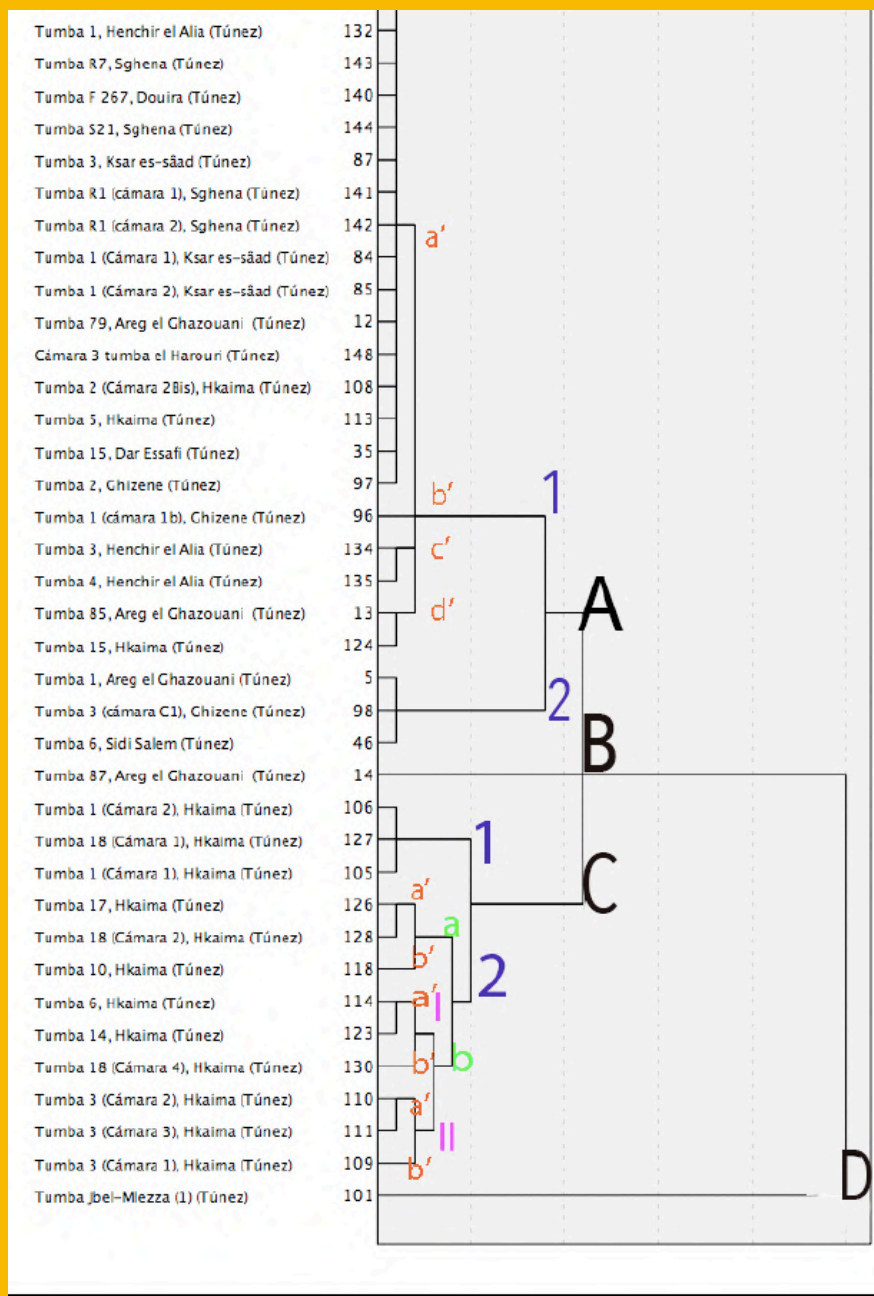 Tumba 1, Henchir el Alia (Túnez) 132
Tumba R7, Sghena (Túnez) 143
Tumba F 267, Douira (Túnez) 140
Tumba S21, Sghena (Túnez) 144
Tumba 3, Ksar es-sâad (Túnez) 87
Tumba R1 (cámara 1), Sghena (Túnez) 141
Tumba R1 (cámara 2), Sghena (Túnez) 142
a'
Tumba 1 (Cámara 1), Ksar es-sâad (Túnez) 84
Tumba 1 (Cámara 2), Ksar es-sâad (Túnez) 85
Tumba 79, Areg el Ghazouani (Túnez) 12
Cámara 3 tumba el Harouri (Túnez) 148
Tumba 2 (Cámara 2Bis), Hkaima (Túnez) 108
Tumba 5, Hkaima (Túnez) 113
Tumba 15, Dar Essafi (Túnez) 35
Tumba 2, Ghizene (Túnez) 97
b' 1
Tumba 1 (cámara 1b), Ghizene (Túnez) 96
Tumba 3, Henchir el Alia (Túnez) 134 c'
Tumba 4, Henchir el Alia (Túnez) 135
Tumba 85, Areg el Ghazouani (Túnez) 13 d' A
Tumba 15, Hkaima (Túnez) 124
Tumba 1, Areg el Ghazouani (Túnez) 5
Tumba 3 (cámara C1), Ghizene (Túnez) 98 2
Tumba 6, Sidi Salem (Túnez) 46 B
Tumba 87, Areg el Ghazouani (Túnez) 14
Tumba 1 (Cámara 2), Hkaima (Túnez) 106
Tumba 18 (Cámara 1), Hkaima (Túnez) 127 1
Tumba 1 (Cámara 1), Hkaima (Túnez) 105 C
a'
Tumba 17, Hkaima (Túnez) 126
Tumba 18 (Cámara 2), Hkaima (Túnez) 128 a
Tumba 10, Hkaima (Túnez) 118 b' 2
Tumba 6, Hkaima (Túnez) 114 a' I
Tumba 14, Hkaima (Túnez) 123
Tumba 18 (Cámara 4), Hkaima (Túnez) 130 b' b
Tumba 3 (Cámara 2), Hkaima (Túnez) 110 a'
Tumba 3 (Cámara 3), Hkaima (Túnez) 111 II
Tumba 3 (Cámara 1), Hkaima (Túnez) 109 b' D
Tumba Jbel-Mlezza (1) (Túnez) 101